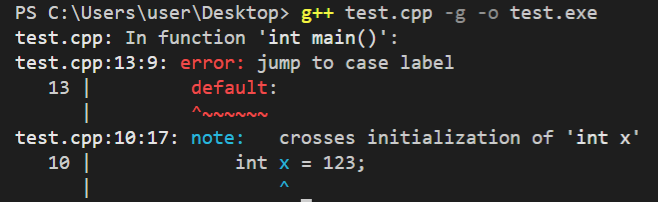 PS C:\Users\user\Desktop> g++ test.cpp -g -o test.exe
test.cpp: In function 'int main()':
test.cpp:13:9: error: jump to case label
   13 |         default:
      |         ^~~~~~~
test.cpp:10:17: note:   crosses initialization of 'int x'
   10 |             int x = 123;
      |                 ^